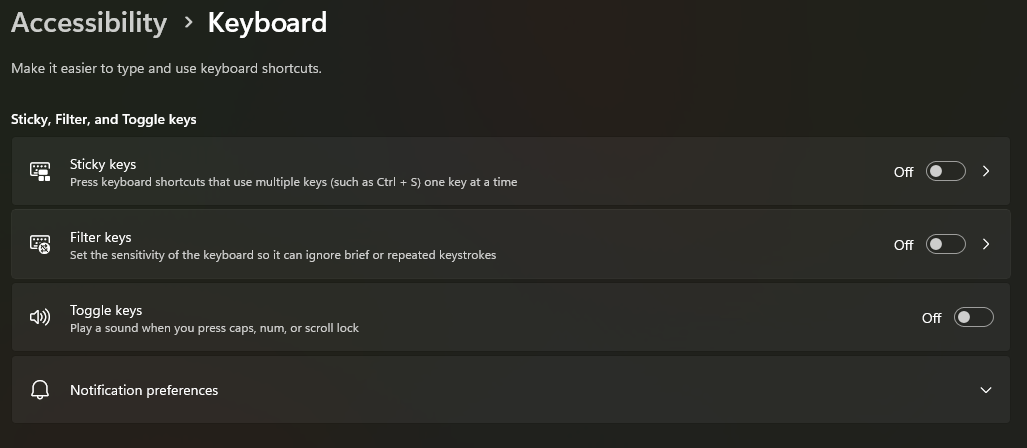 Accessibility > Keyboard
Make it easier to type and use keyboard shortcuts.
Sticky, Filter, and Toggle keys
Sticky keys
Press keyboard shortcuts that use multiple keys (such as Ctrl + S) one key at a time
Off
Filter keys
Set the sensitivity of the keyboard so it can ignore brief or repeated keystrokes
Off
Toggle keys
Play a sound when you press caps, num, or scroll lock
Off
Notification preferences